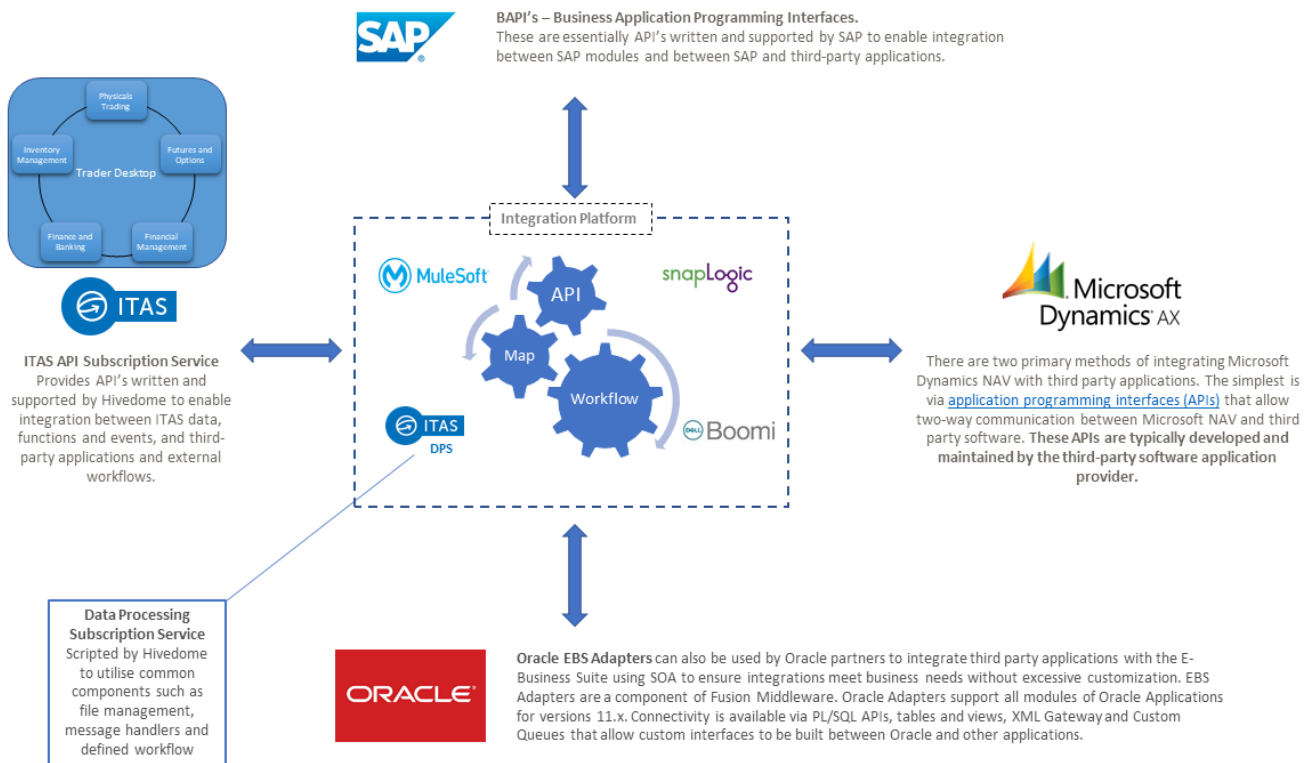 SAP
BAPI's – Business Application Programming Interfaces.
These are essentially API's written and supported by SAP to enable integration
between SAP modules and between SAP and third-party applications.
Physicals
Trading
Inventory
Management
Futures and
Options
Trader Desktop
Finance and
Banking
Financial
Management
ITAS
ITAS API Subscription Service
Provides API's written and
supported by Hivedome to enable
integration between ITAS data,
functions and events, and third-
party applications and external
workflows.
Integration Platform
MuleSoft
snapLogic
API
Map
Workflow
ITAS
DPS
DELL Boomi
Microsoft
Dynamics AX
There are two primary methods of integrating Microsoft
Dynamics NAV with third party applications. The simplest is
via application programming interfaces (APIs) that allow
two-way communication between Microsoft NAV and third
party software. These APIs are typically developed and
maintained by the third-party software application
provider.
Data Processing
Subscription Service
Scripted by Hivedome
to utilise common
components such as
file management,
message handlers and
defined workflow
ORACLE
Oracle EBS Adapters can also be used by Oracle partners to integrate third party applications with the E-
Business Suite using SOA to ensure integrations meet business needs without excessive customization. EBS
Adapters are a component of Fusion Middleware. Oracle Adapters support all modules of Oracle Applications
for versions 11.x. Connectivity is available via PL/SQL APIs, tables and views, XML Gateway and Custom
Queues that allow custom interfaces to be built between Oracle and other applications.